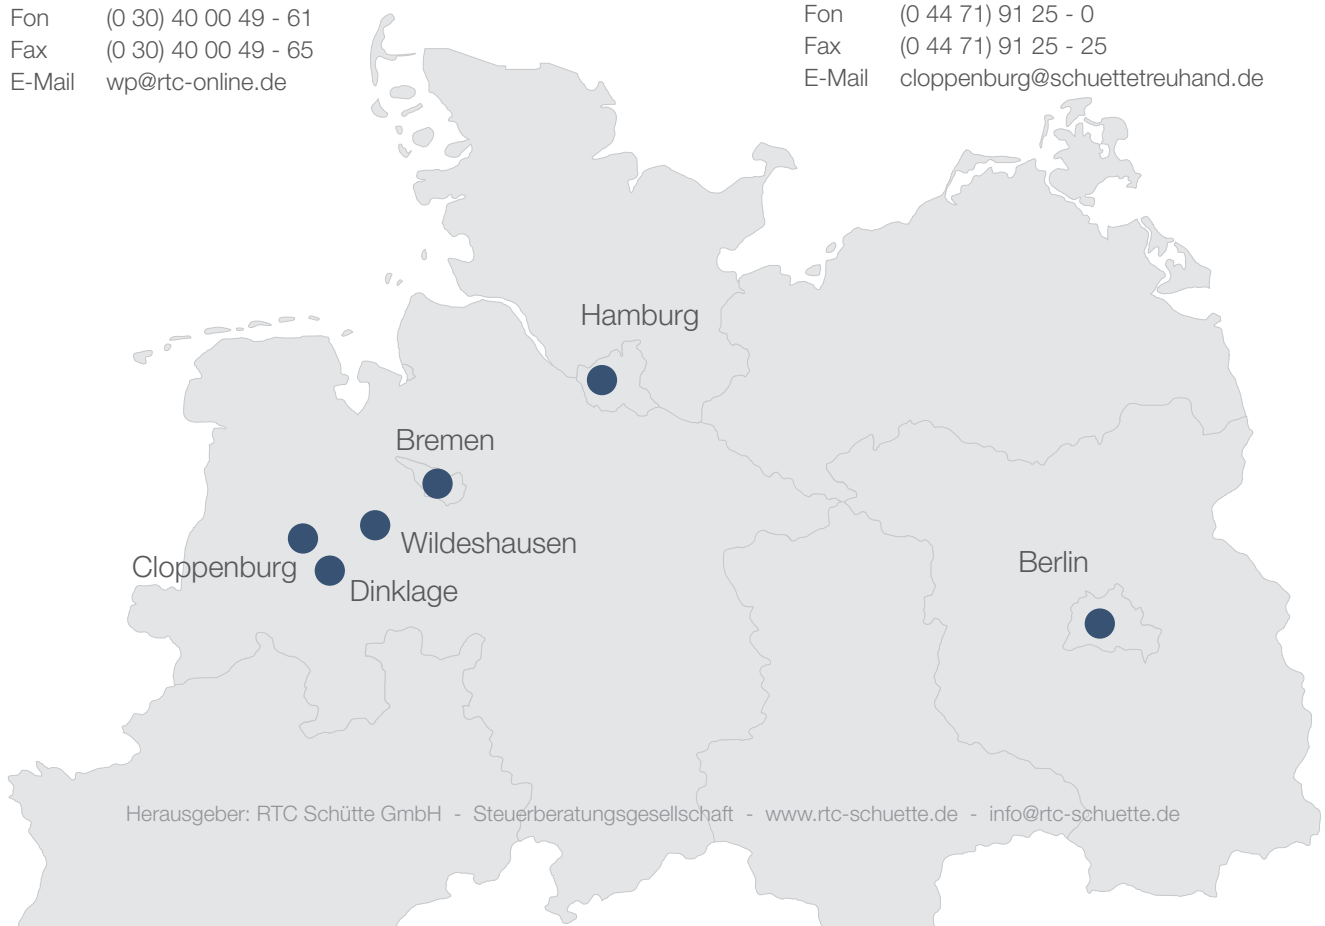 Fon (0 30) 40 00 49 - 61
Fax (0 30) 40 00 49 - 65
E-Mail wp@rtc-online.de
Fon (0 44 71) 91 25 - 0
Fax (0 44 71) 91 25 - 25
E-Mail cloppenburg@schuettetreuhand.de
Hamburg
Bremen
Wildeshausen
Cloppenburg
Dinklage
Berlin
Herausgeber: RTC Schütte GmbH - Steuerberatungsgesellschaft - www.rtc-schuette.de - info@rtc-schuette.de